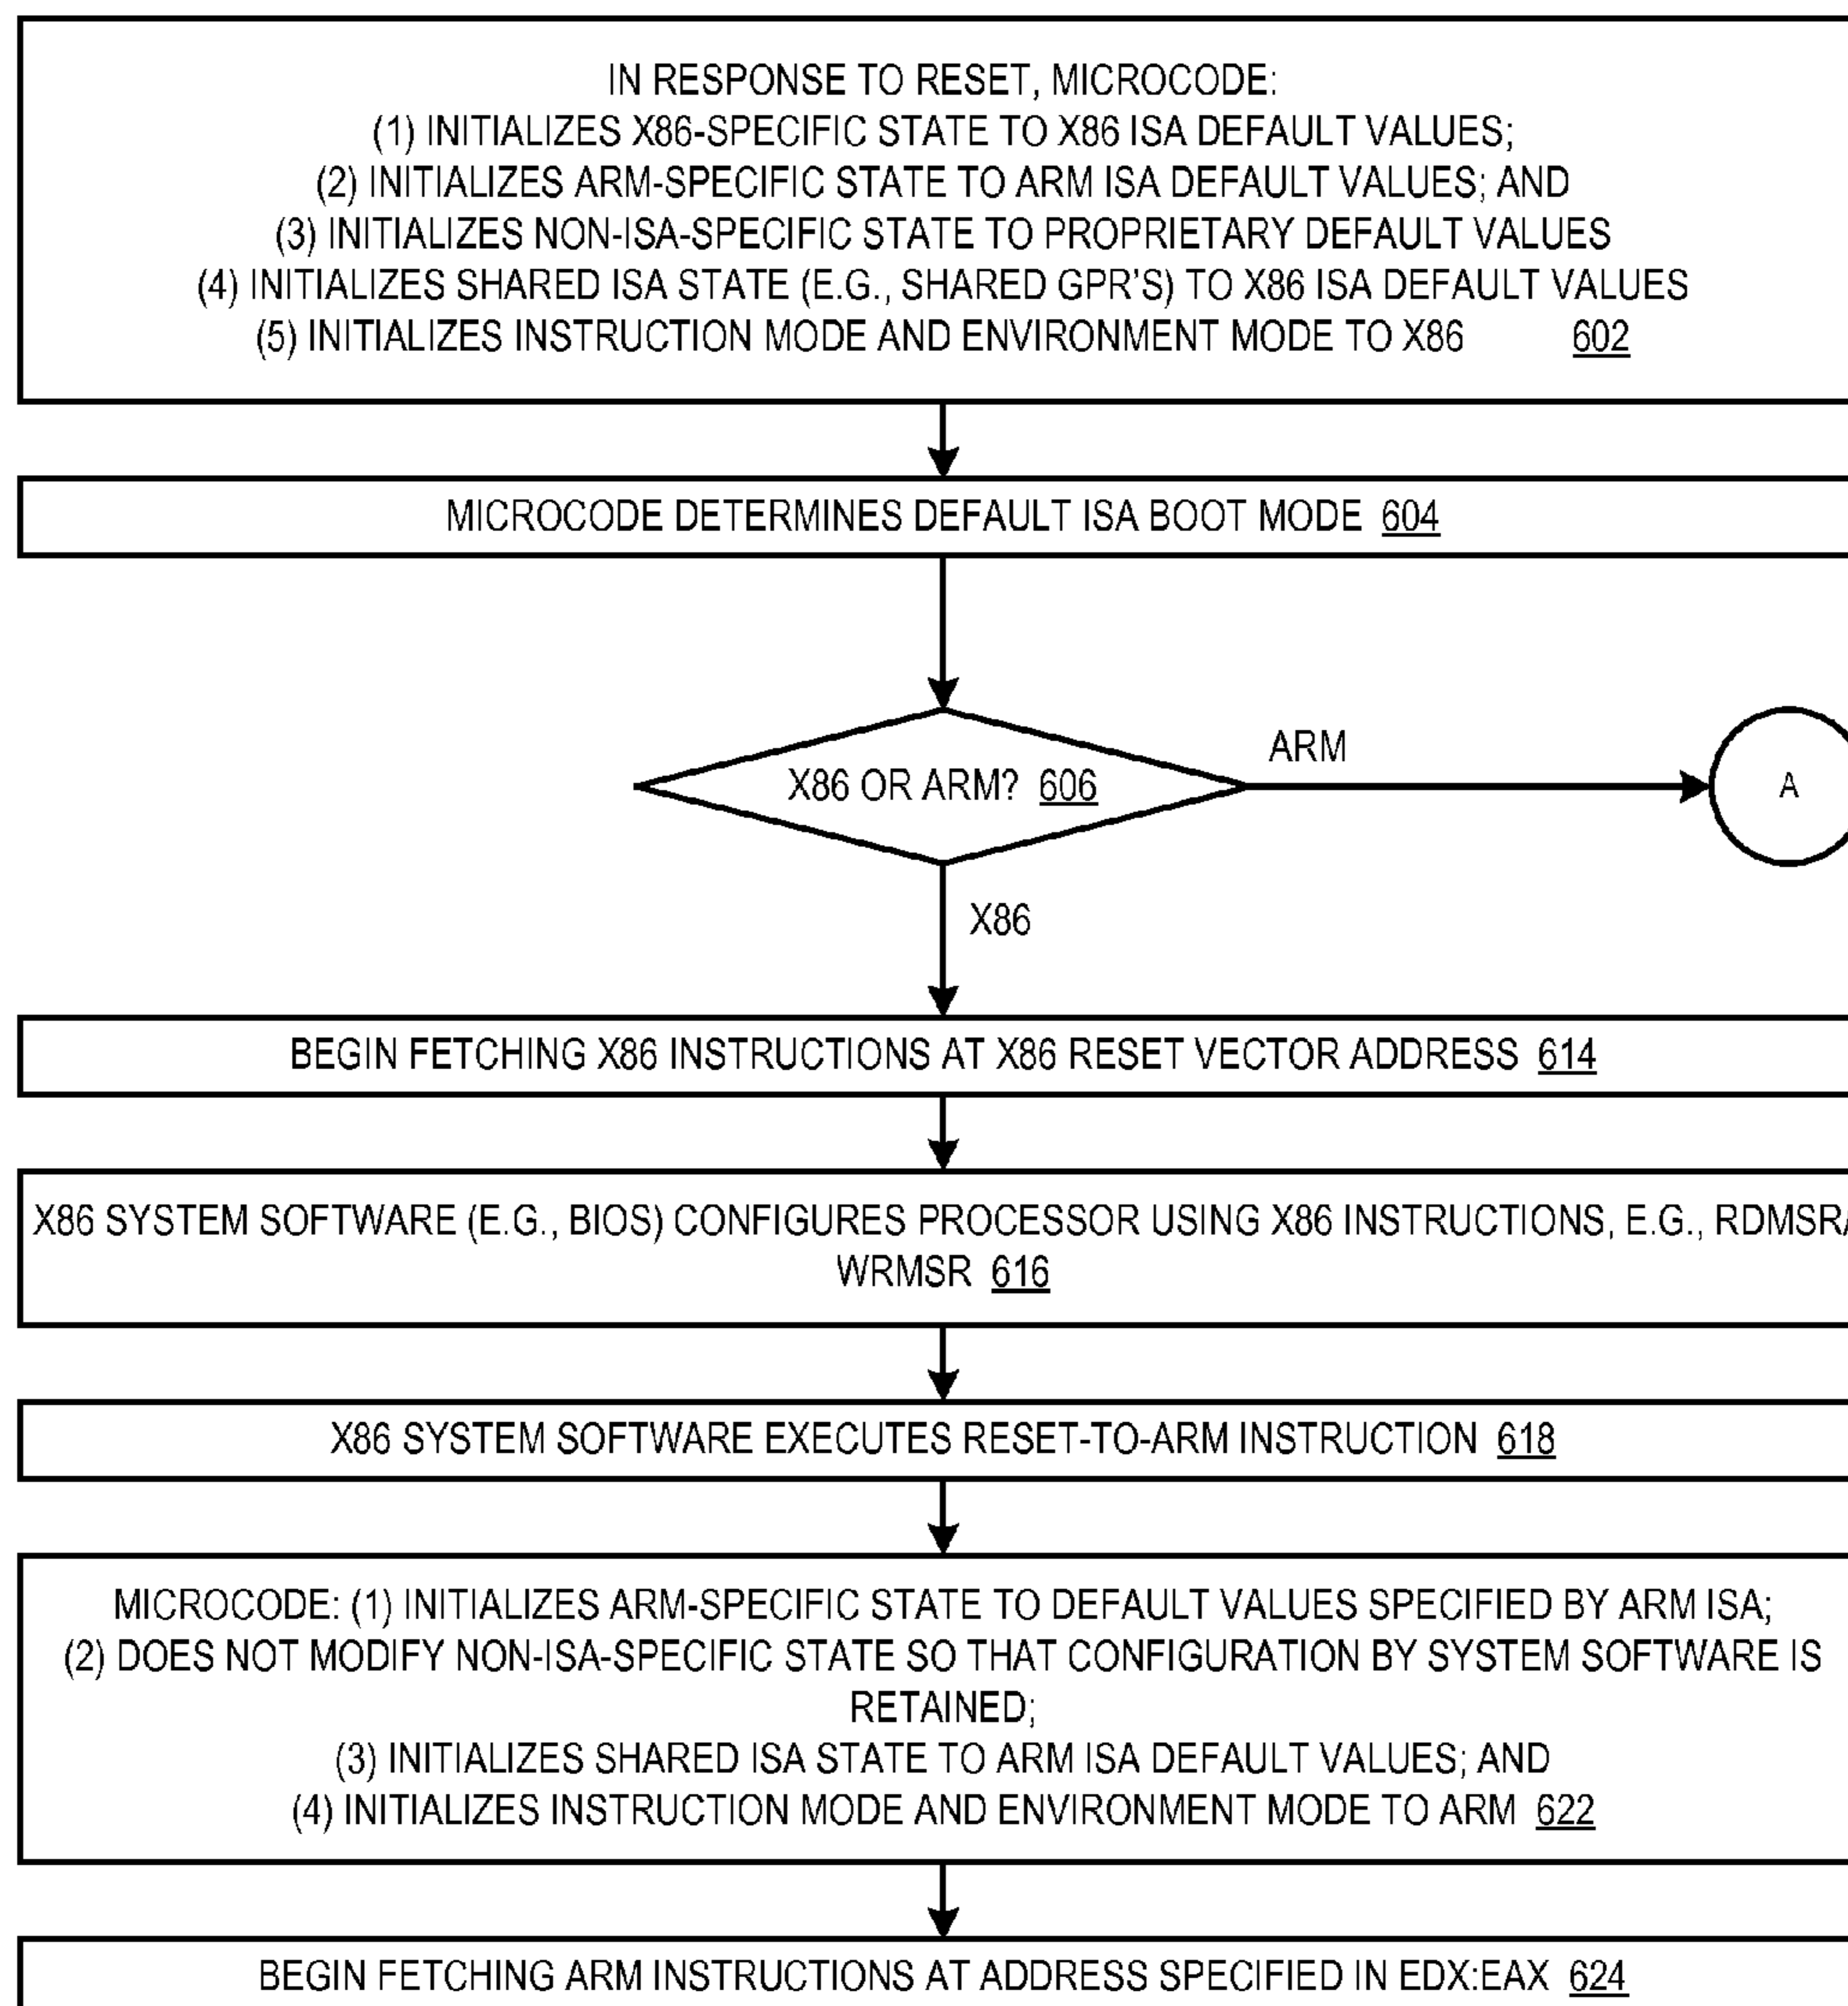 IN RESPONSE TO RESET, MICROCODE:
(1) INITIALIZES X86-SPECIFIC STATE TO X86 ISA DEFAULT VALUES;
(2) INITIALIZES ARM-SPECIFIC STATE TO ARM ISA DEFAULT VALUES; AND
(3) INITIALIZES NON-ISA-SPECIFIC STATE TO PROPRIETARY DEFAULT VALUES
(4) INITIALIZES SHARED ISA STATE (E.G., SHARED GPR'S) TO X86 ISA DEFAULT VALUES
(5) INITIALIZES INSTRUCTION MODE AND ENVIRONMENT MODE TO X86 602
MICROCODE DETERMINES DEFAULT ISA BOOT MODE 604
ARM
X86 OR ARM? 606
A
X86
BEGIN FETCHING X86 INSTRUCTIONS AT X86 RESET VECTOR ADDRESS 614
X86 SYSTEM SOFTWARE (E.G., BIOS) CONFIGURES PROCESSOR USING X86 INSTRUCTIONS, E.G., RDMSR/
WRMSR 616
X86 SYSTEM SOFTWARE EXECUTES RESET-TO-ARM INSTRUCTION 618
MICROCODE: (1) INITIALIZES ARM-SPECIFIC STATE TO DEFAULT VALUES SPECIFIED BY ARM ISA;
(2) DOES NOT MODIFY NON-ISA-SPECIFIC STATE SO THAT CONFIGURATION BY SYSTEM SOFTWARE IS
RETAINED;
(3) INITIALIZES SHARED ISA STATE TO ARM ISA DEFAULT VALUES; AND
(4) INITIALIZES INSTRUCTION MODE AND ENVIRONMENT MODE TO ARM 622
BEGIN FETCHING ARM INSTRUCTIONS AT ADDRESS SPECIFIED IN EDX:EAX 624